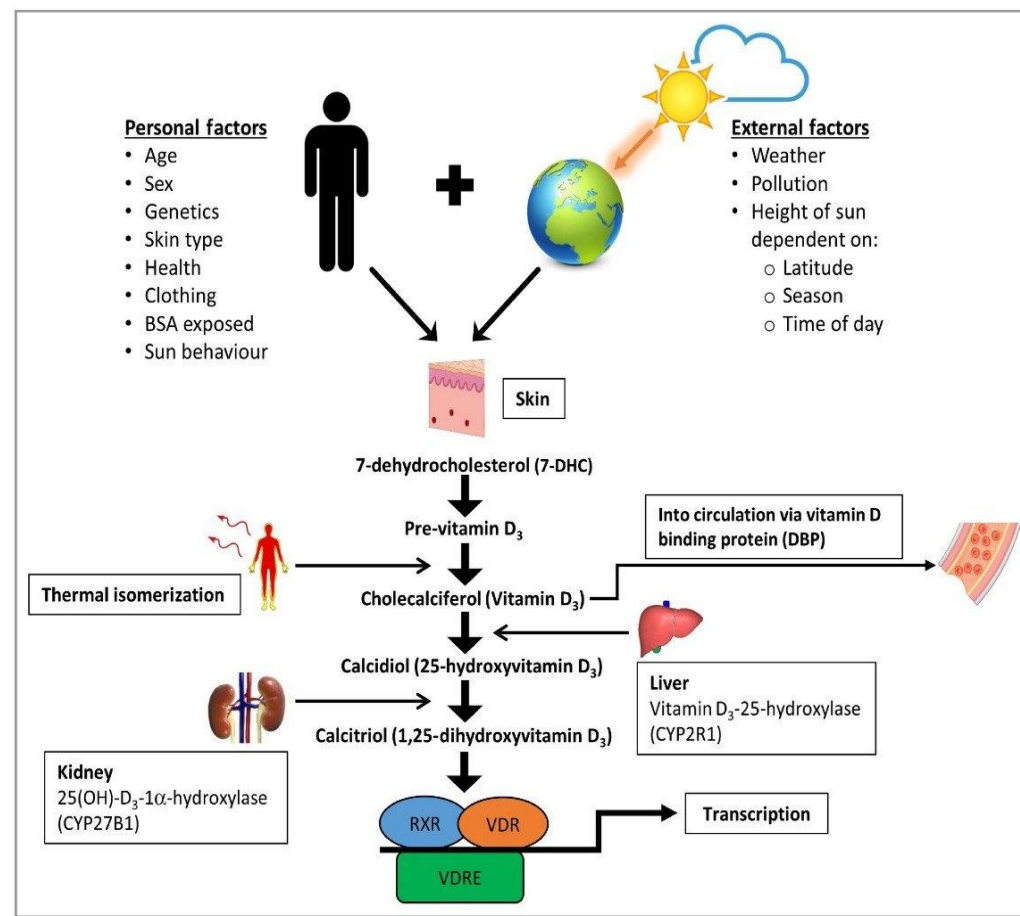 Personal factors
• Age
• Sex
• Genetics
• Skin type
• Health
• Clothing
• BSA exposed
• Sun behaviour
External factors
• Weather
• Pollution
• Height of sun
dependent on:
o Latitude
o Season
o Time of day
Skin
7-dehydrocholesterol (7-DHC)
Pre-vitamin D₃
Into circulation via vitamin D
binding protein (DBP)
Thermal isomerization
Cholecalciferol (Vitamin D₃)
Calcidiol (25-hydroxyvitamin D₃)
Liver
Vitamin D₃-25-hydroxylase
(CYP2R1)
Calcitriol (1,25-dihydroxyvitamin D₃)
Kidney
25(OH)-D₃-1α-hydroxylase
(CYP27B1)
RXR
VDR
Transcription
VDRE